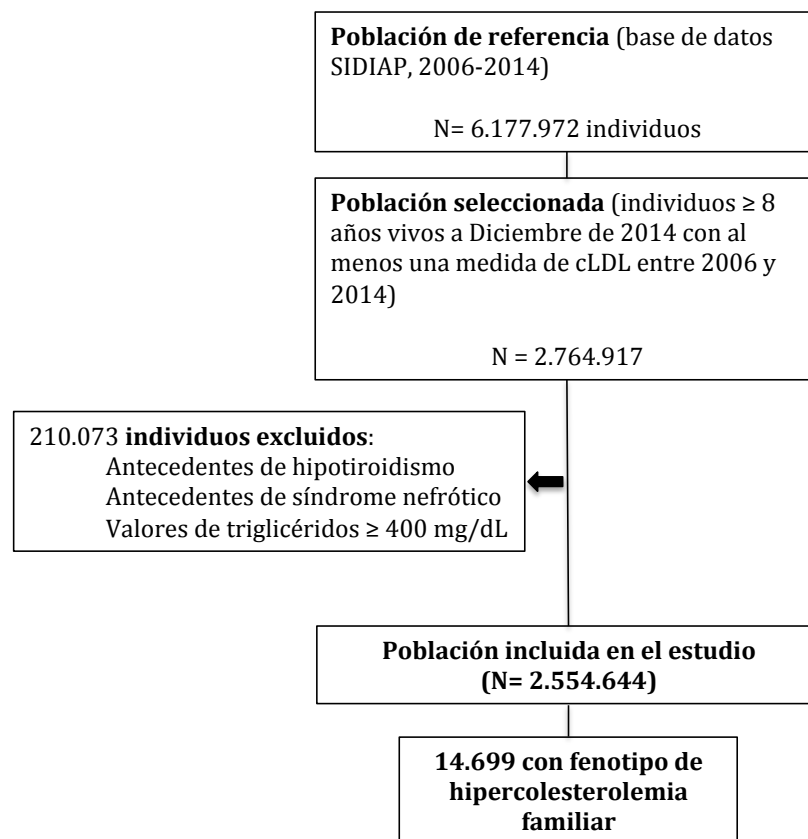 Población de referencia (base de datos
SIDIAP, 2006-2014)
N= 6.177.972 individuos
Población seleccionada (individuos ≥ 8
años vivos a Diciembre de 2014 con al
menos una medida de cLDL entre 2006 y
2014)
N = 2.764.917
210.073 individuos excluidos:
Antecedentes de hipotiroidismo
Antecedentes de síndrome nefrótico
Valores de triglicéridos ≥ 400 mg/dL
Población incluida en el estudio
(N= 2.554.644)
14.699 con fenotipo de
hipercolesterolemia
familiar